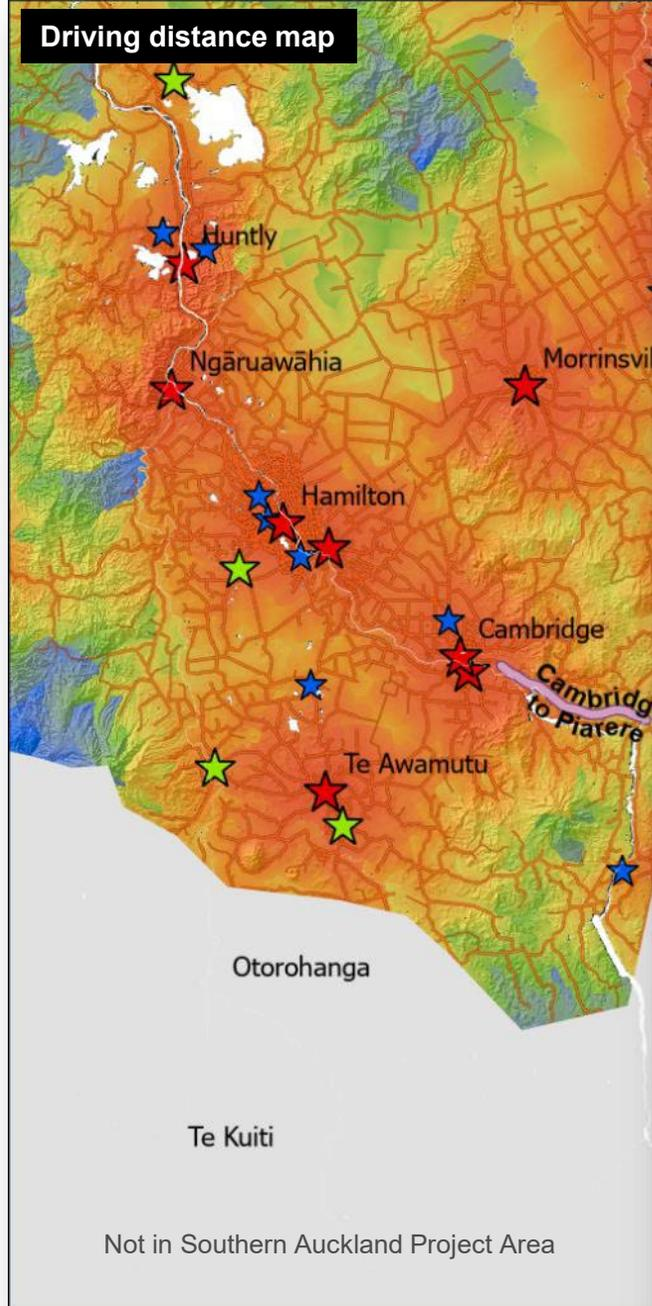 Driving distance map
Huntly
Ngāruawāhia
Morrinsvil
Hamilton
Cambridge
Cambridg
to Piarere
Te Awamutu
Otorohanga
Te Kuiti
Not in Southern Auckland Project Area